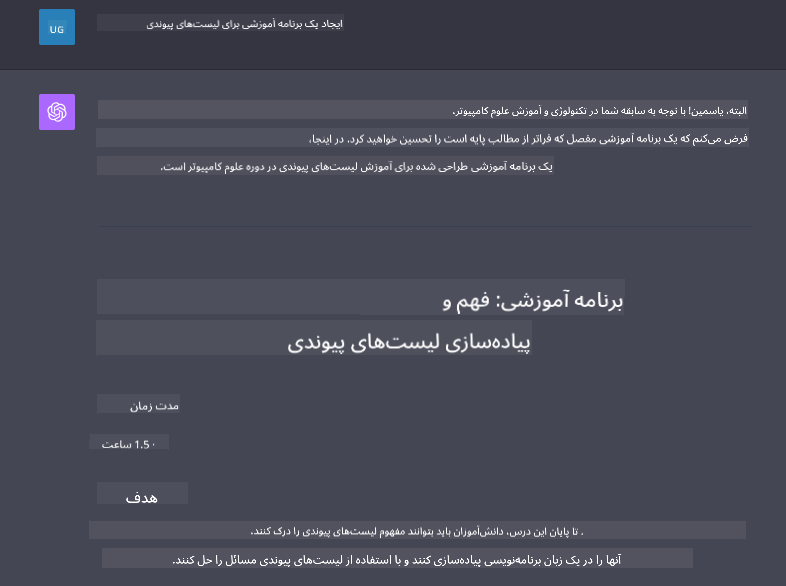 UG
ایجاد یک برنامه آموزشی برای لیست‌های پیوندی
البته، یاسمین! با توجه به سابقه شما در تکنولوژی و آموزش علوم کامپیوتر،
فرض می‌کنم که یک برنامه آموزشی مفصل که فراتر از مطالب پایه است را تحسین خواهید کرد. در اینجا،
یک برنامه آموزشی طراحی شده برای آموزش لیست‌های پیوندی در دوره علوم کامپیوتر است.
برنامه آموزشی: فهم و
پیاده‌سازی لیست‌های پیوندی
مدت زمان
· 1.5 ساعت
هدف
. تا پایان این درس، دانش‌آموزان باید بتوانند مفهوم لیست‌های پیوندی را درک کنند.
آنها را در یک زبان برنامه‌نویسی پیاده‌سازی کنند و با استفاده از لیست‌های پیوندی مسائل را حل کنند.